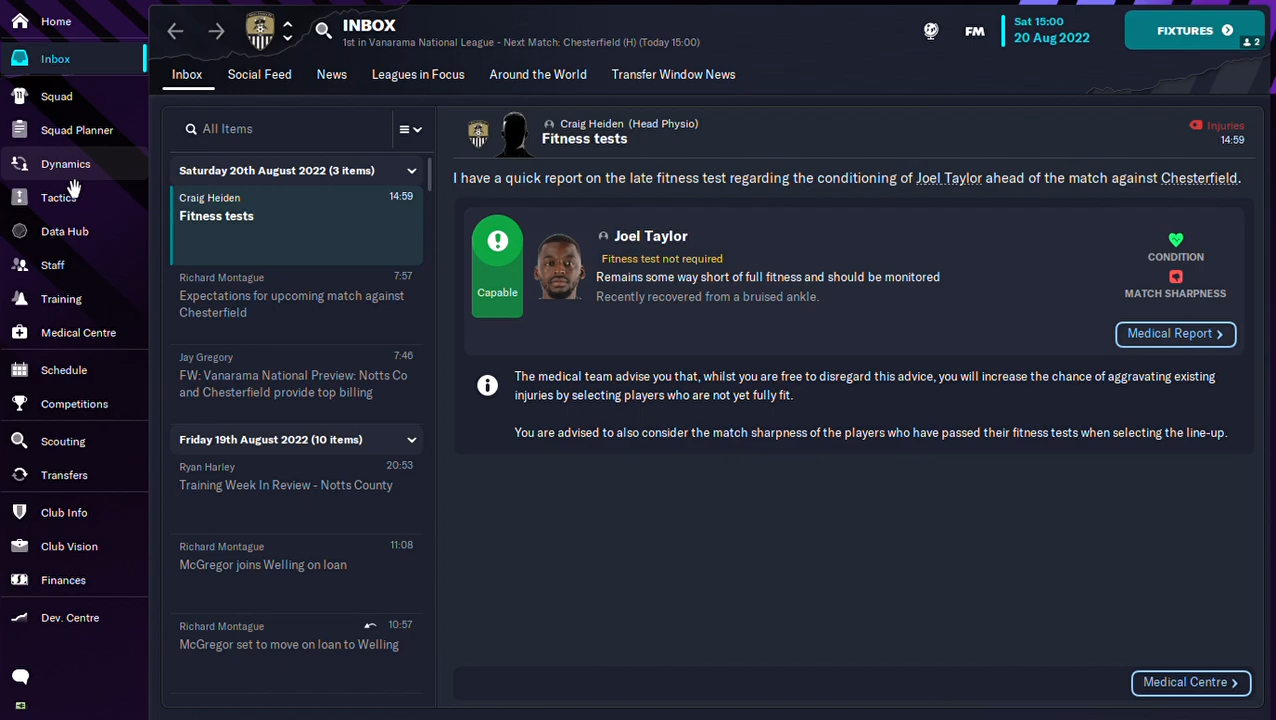 Home
Inbox
Squad
Squad Planner
Dynamics
Tactics
Data Hub
Staff
Training
Medical Centre
Schedule
Competitions
Scouting
Transfers
Club Info
Club Vision
Finances
Dev. Centre
INBOX
1st in Vanarama National League - Next Match: Chesterfield (H) (Today 15:00)
FM
Sat 15:00
20 Aug 2022
FIXTURES
2
Inbox
Social Feed
News
Leagues in Focus
Around the World
Transfer Window News
All Items
Saturday 20th August 2022 (3 items)
Craig Heiden 14:59
Fitness tests
Richard Montague 7:57
Expectations for upcoming match against
Chesterfield
Jay Gregory 7:46
FW: Vanarama National Preview: Notts Co
and Chesterfield provide top billing
Friday 19th August 2022 (10 items)
Ryan Harley 20:53
Training Week In Review - Notts County
Richard Montague 11:08
McGregor joins Welling on loan
Richard Montague 10:57
McGregor set to move on loan to Welling
Craig Heiden (Head Physio)
Fitness tests
Injuries
14:59
I have a quick report on the late fitness test regarding the conditioning of Joel Taylor ahead of the match against Chesterfield.
Capable
Joel Taylor
Fitness test not required
Remains some way short of full fitness and should be monitored
Recently recovered from a bruised ankle.
CONDITION
MATCH SHARPNESS
Medical Report
The medical team advise you that, whilst you are free to disregard this advice, you will increase the chance of aggravating existing
injuries by selecting players who are not yet fully fit.
You are advised to also consider the match sharpness of the players who have passed their fitness tests when selecting the line-up.
Medical Centre